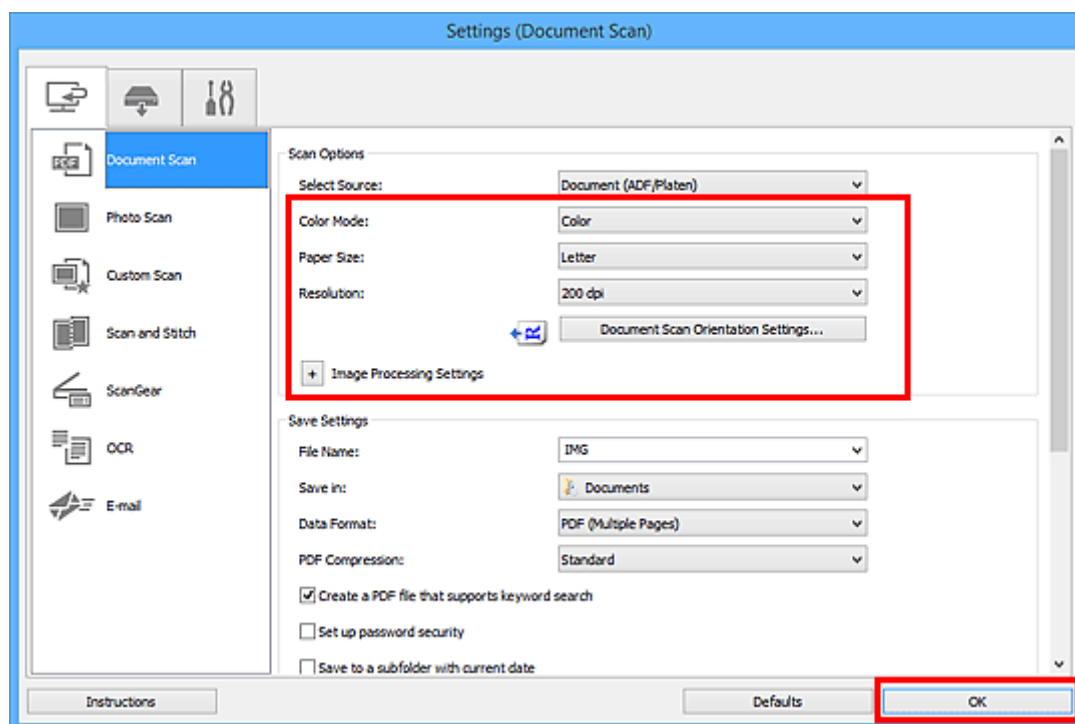 Settings (Document Scan)
PDF
Document Scan
Photo Scan
Custom Scan
Scan and Stitch
ScanGear
OCR
E-mail
Scan Options
Select Source: Document (ADF/Platen)
Color Mode: Color
Paper Size: Letter
Resolution: 200 dpi
R Document Scan Orientation Settings...
+ Image Processing Settings
Save Settings
File Name: IMG
Save in: Documents
Data Format: PDF (Multiple Pages)
PDF Compression: Standard
Create a PDF file that supports keyword search
Set up password security
Save to a subfolder with current date
Instructions Defaults OK